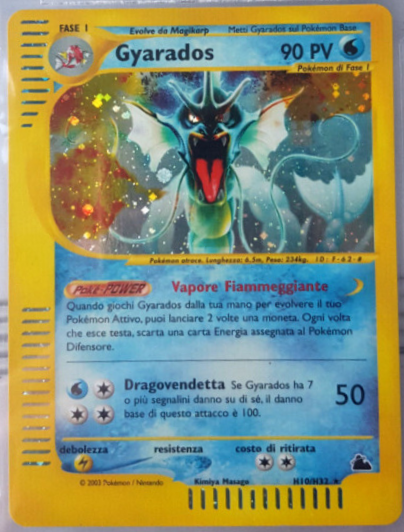 FASE 1 Evolve da Magikarp Metti Gyarados sul Pokémon Base
Gyarados 90 PV
Pokémon di Fase 1
Pokémon atroce. Lunghezza: 6,5m, Peso: 234kg.
POKÉ-POWER Vapore Fiammeggiante
Quando giochi Gyarados dalla tua mano per evolvere il tuo
Pokémon Attivo, puoi lanciare 2 volte una moneta. Ogni volta
che esce testa, scarta una carta Energia assegnata al Pokémon
Difensore.
Dragovendetta Se Gyarados ha 7
o più segnalini danno su di sé, il danno
base di questo attacco è 100.
50
debolezza resistenza costo di ritirata
© 2003 Pokémon / Nintendo Kimiya Masago H10/H32